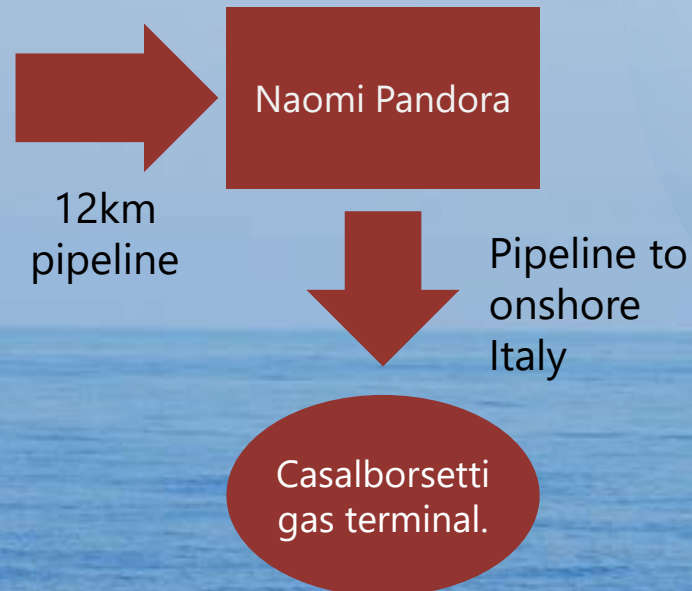 Naomi Pandora
12km
pipeline
Pipeline to
onshore
Italy
Casalborsetti
gas terminal.